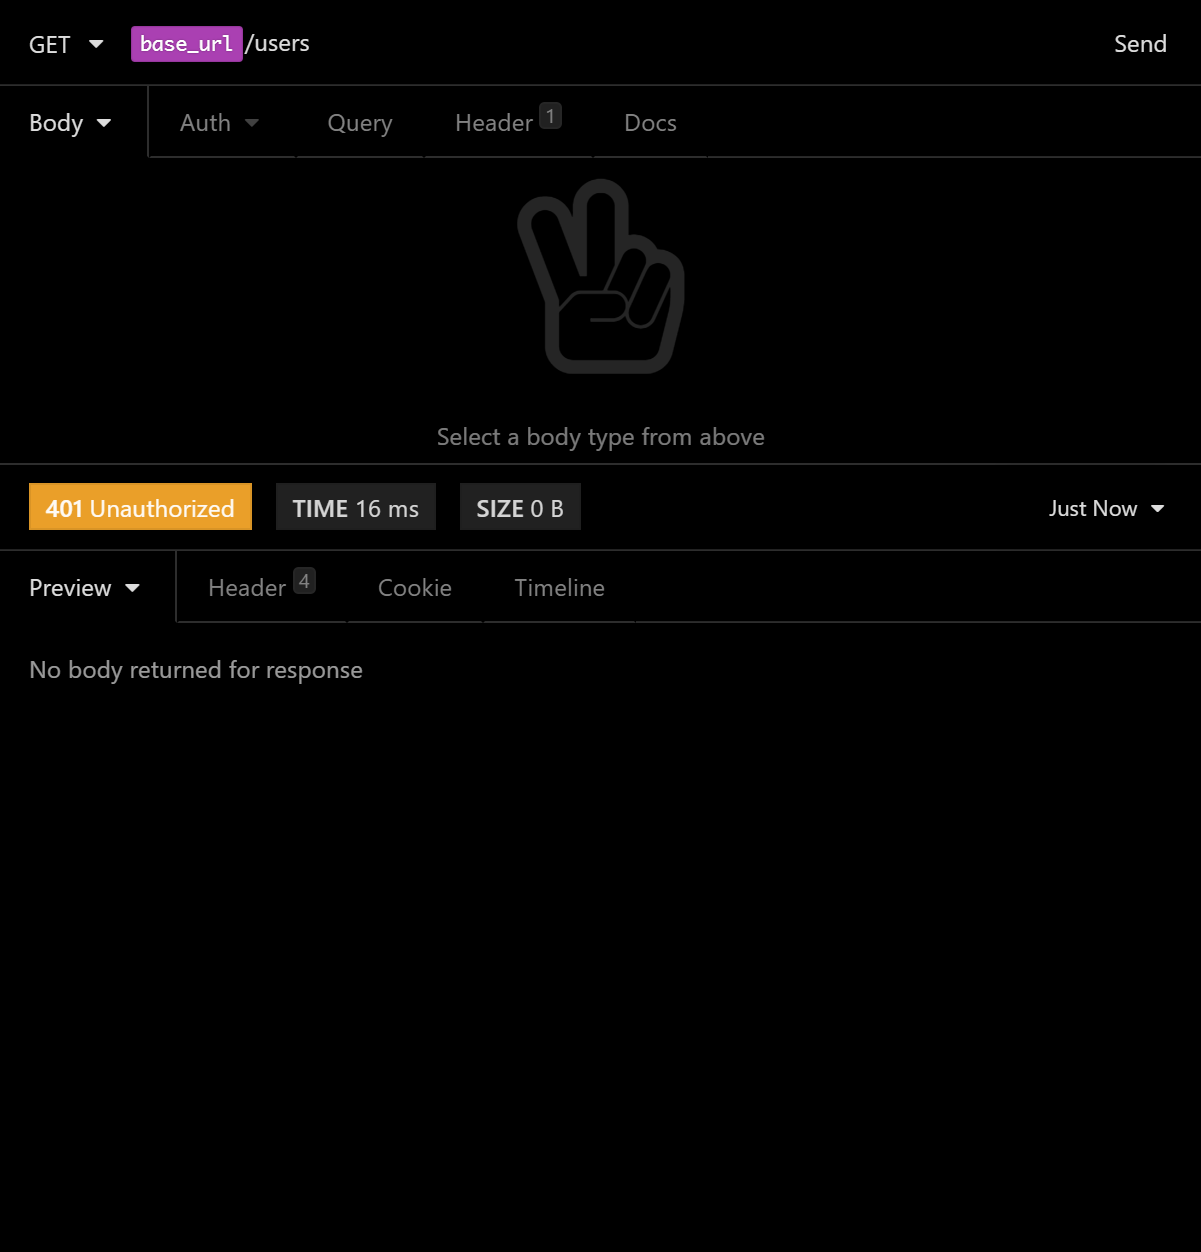 GET base_url/users Send
Body Auth Query Header 1 Docs
Select a body type from above
401 Unauthorized TIME 16 ms SIZE 0 B Just Now
Preview Header 4 Cookie Timeline
No body returned for response